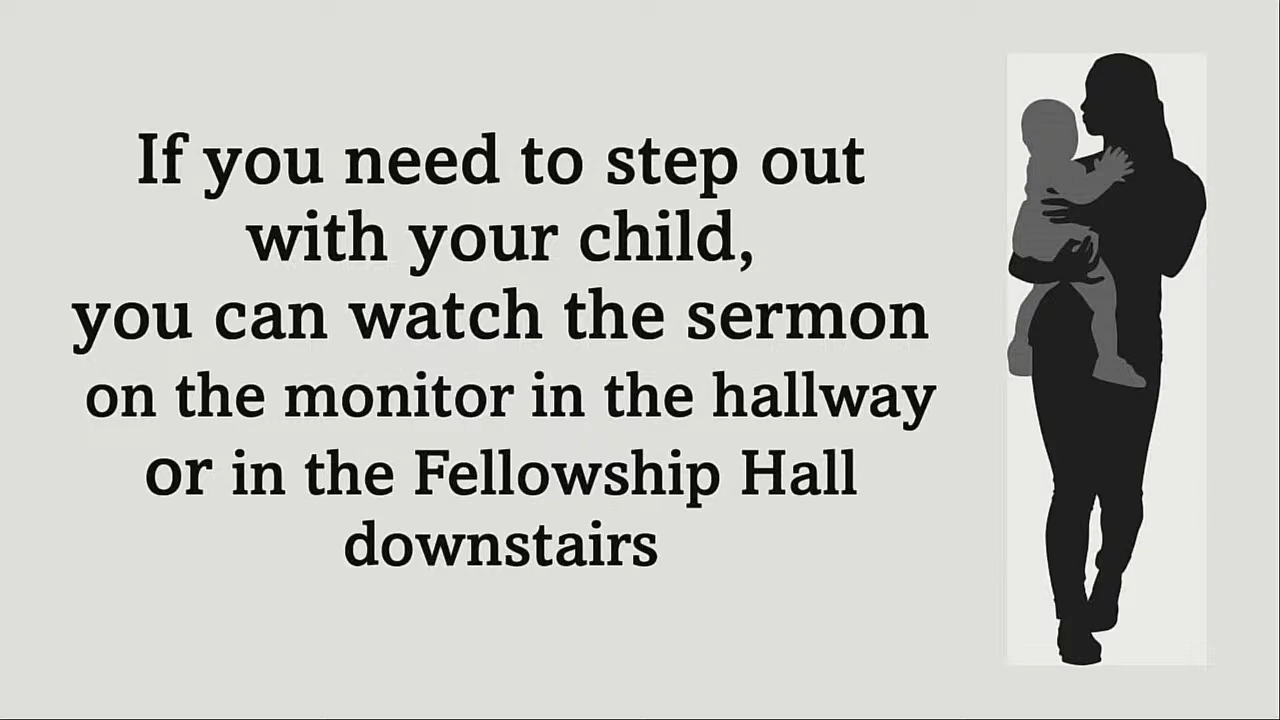 If you need to step out
with your child,
you can watch the sermon
on the monitor in the hallway
or in the Fellowship Hall
downstairs